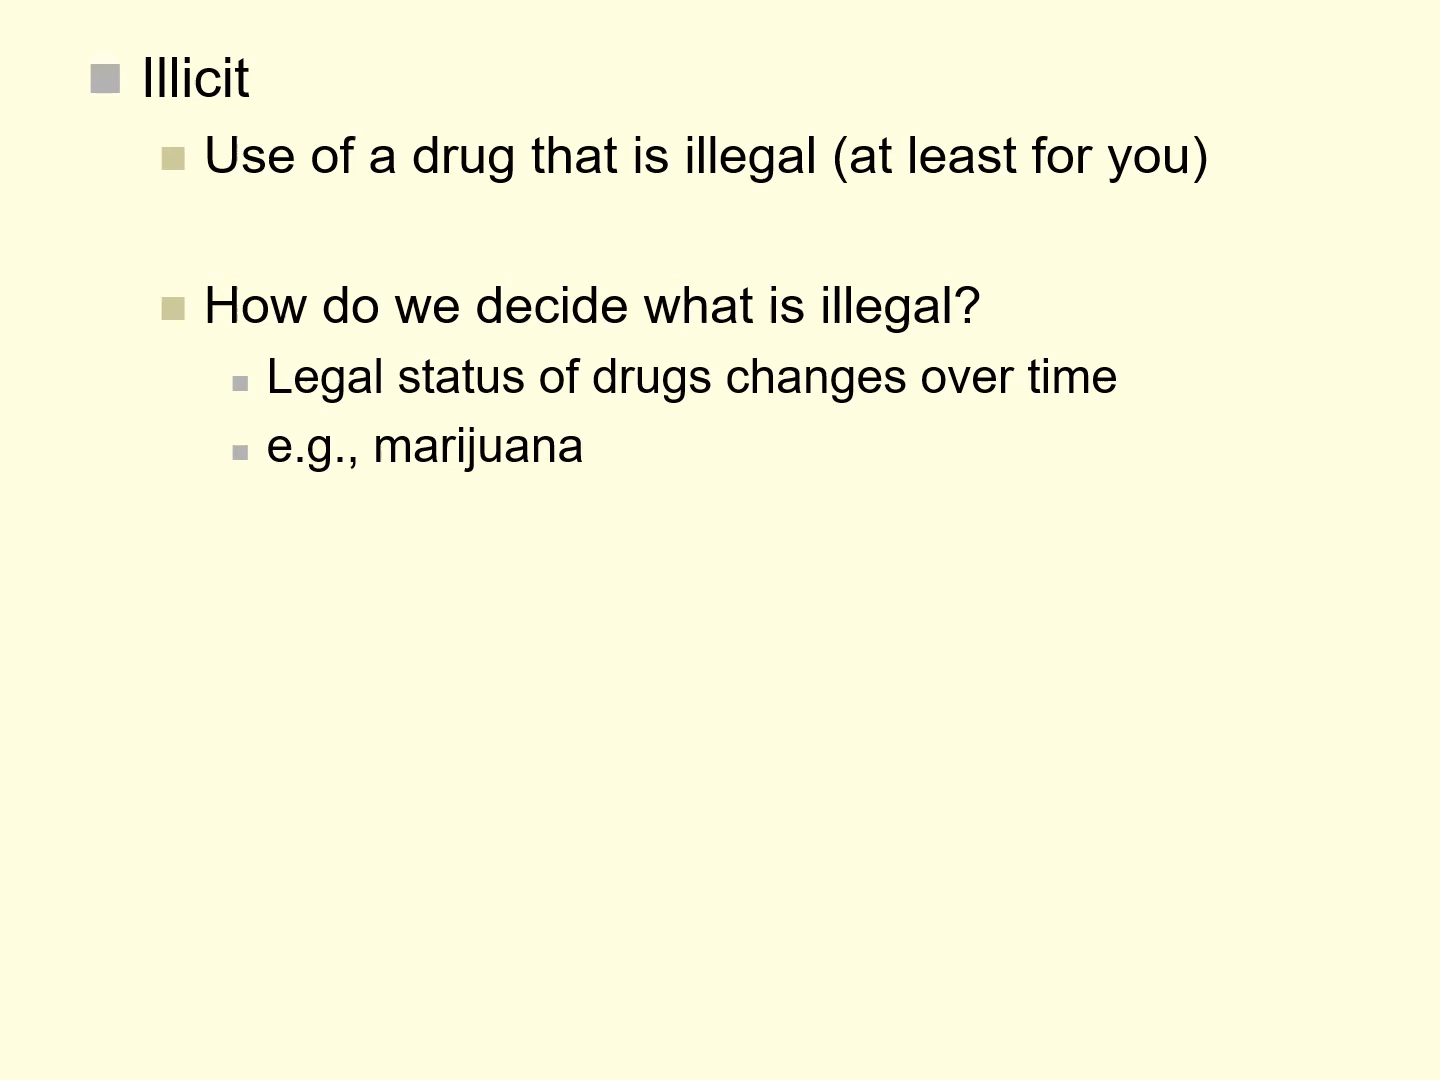 Illicit
Use of a drug that is illegal (at least for you)
How do we decide what is illegal?
Legal status of drugs changes over time
e.g., marijuana